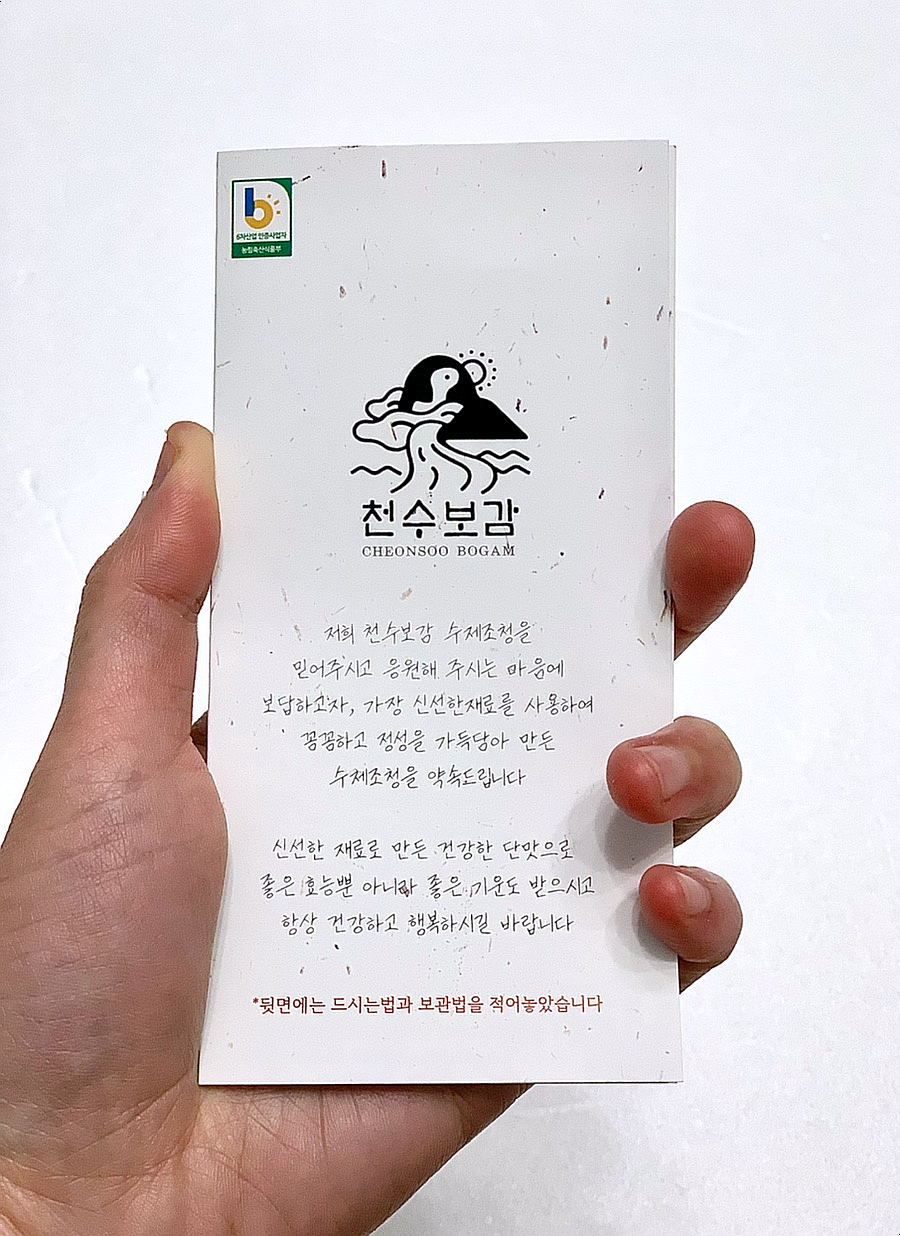 6차산업 인증사업자
농림축산식품부
천수보감
CHEONSOO BOGAM
저희 천수보감 수제조청을
믿어주시고 응원해 주시는 마음에
보답하고자, 가장 신선한재료를 사용하여
꽁꽁하고 정성을 가득담아 만든
수제조청을 약속드립니다
신선한 재료로 만든 건강한 단맛으로
좋은 효능뿐 아니라 좋은 기운도 받으시고
항상 건강하고 행복하시길 바랍니다
*뒷면에는 드시는법과 보관법을 적어놓았습니다